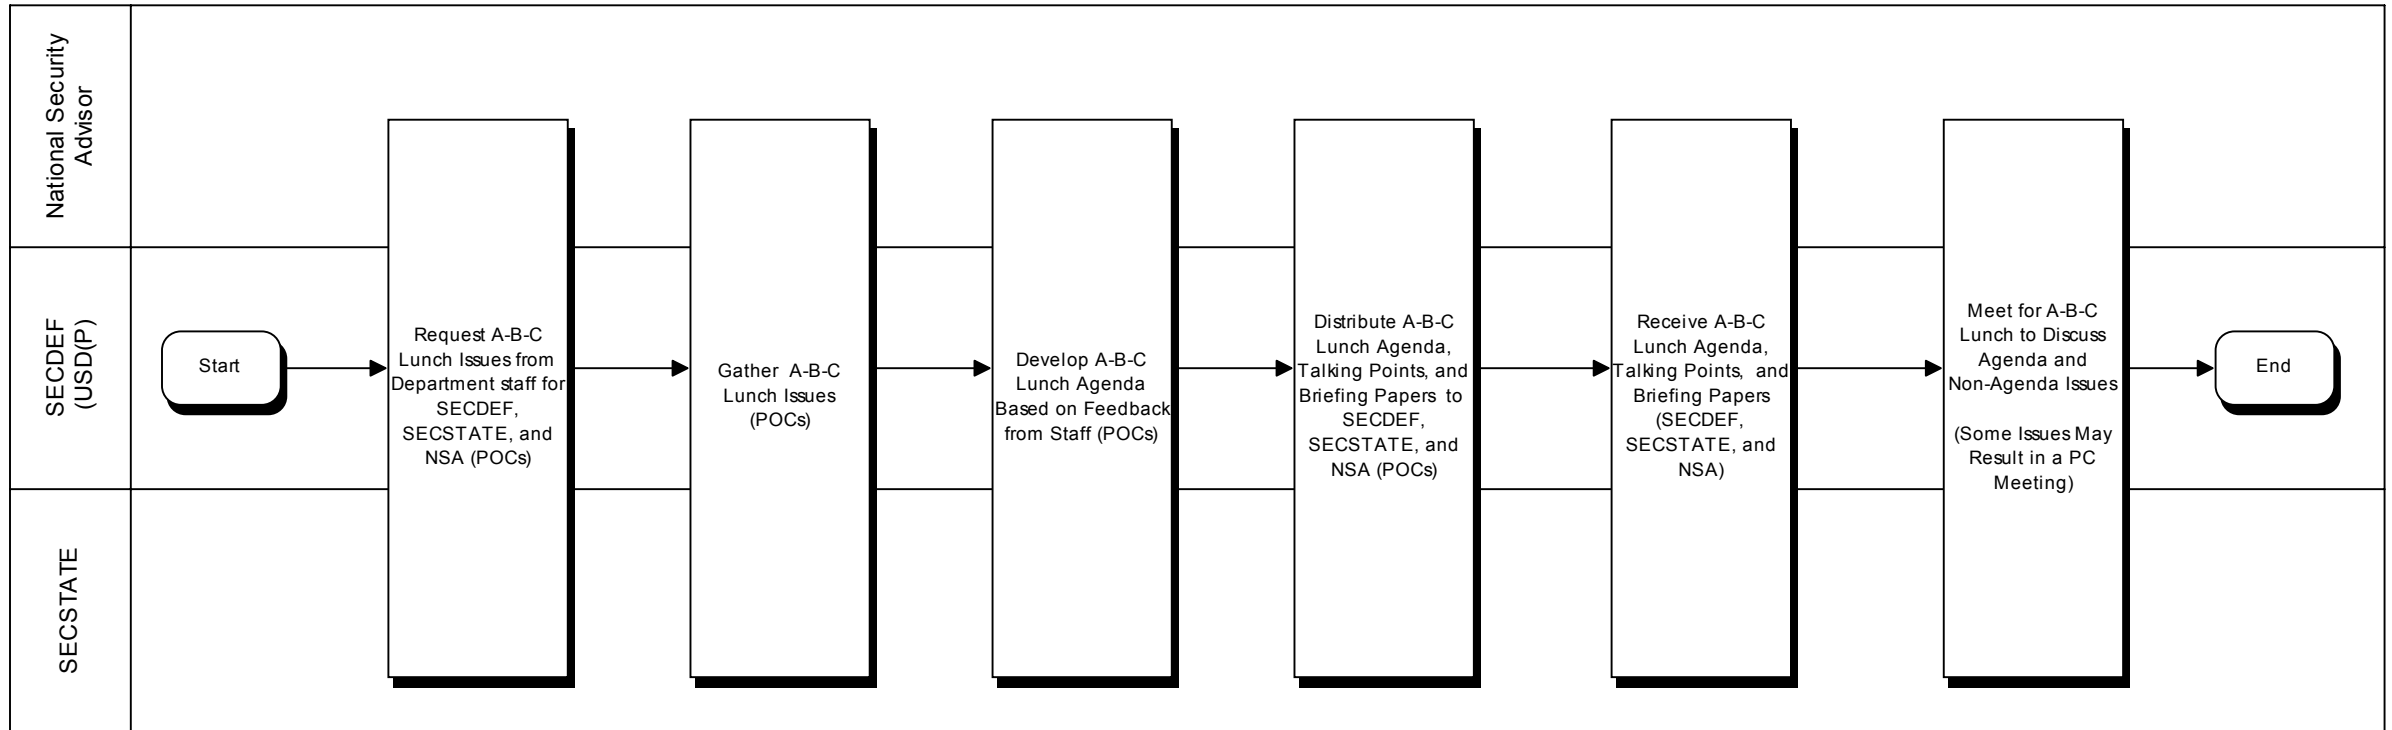 National Security
Advisor
SECDEF
(USD(P)
SECSTATE
Start
Request A-B-C
Lunch Issues from
Department staff for
SECDEF,
SECSTATE, and
NSA (POCs)
Gather A-B-C
Lunch Issues
(POCs)
Develop A-B-C
Lunch Agenda
Based on Feedback
from Staff (POCs)
Distribute A-B-C
Lunch Agenda,
Talking Points, and
Briefing Papers to
SECDEF,
SECSTATE, and
NSA (POCs)
Receive A-B-C
Lunch Agenda,
Talking Points, and
Briefing Papers
(SECDEF,
SECSTATE, and
NSA)
Meet for A-B-C
Lunch to Discuss
Agenda and
Non-Agenda Issues
(Some Issues May
Result in a PC
Meeting)
End